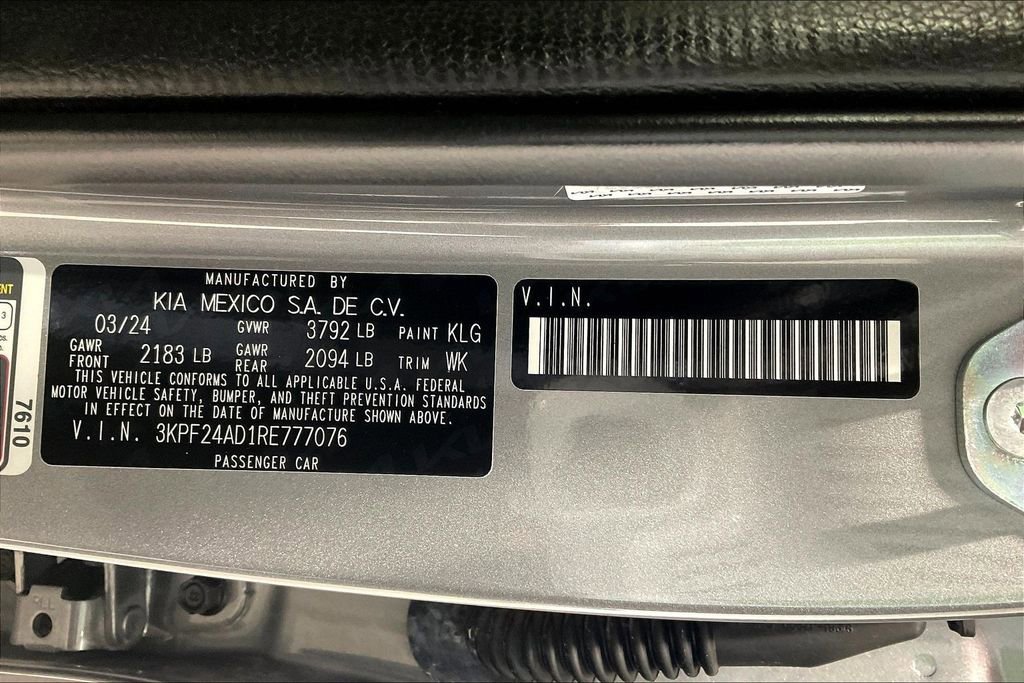 MANUFACTURED BY
KIA MEXICO S.A. DE C.V.
03/24 GVWR 3792 LB PAINT KLG
GAWR FRONT 2183 LB GAWR REAR 2094 LB TRIM WK
THIS VEHICLE CONFORMS TO ALL APPLICABLE U.S.A. FEDERAL
MOTOR VEHICLE SAFETY, BUMPER, AND THEFT PREVENTION STANDARDS
IN EFFECT ON THE DATE OF MANUFACTURE SHOWN ABOVE.
V.I.N. 3KPF24AD1RE777076
PASSENGER CAR
V.I.N.
7610
3